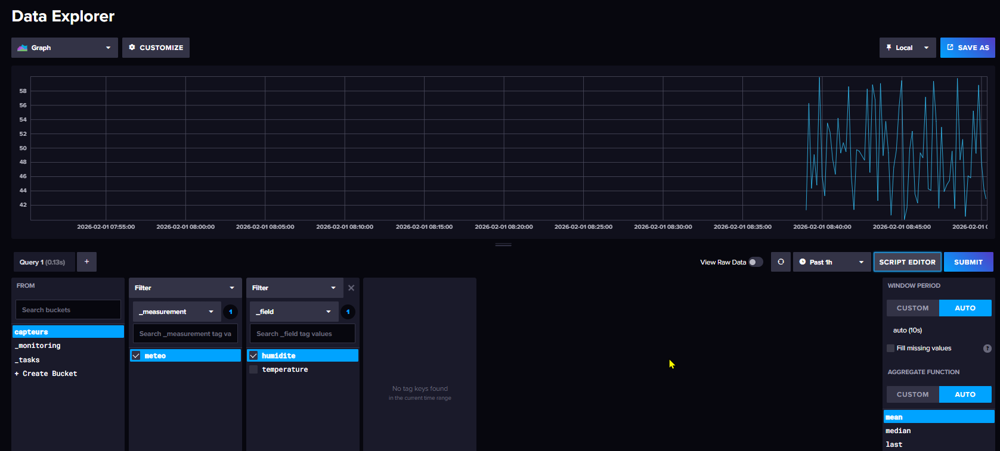 Data Explorer
Graph
CUSTOMIZE
Local
SAVE AS
58
56
54
52
50
48
46
44
42
2026-02-01 07:55:00
2026-02-01 08:00:00
2026-02-01 08:05:00
2026-02-01 08:10:00
2026-02-01 08:15:00
2026-02-01 08:20:00
2026-02-01 08:25:00
2026-02-01 08:30:00
2026-02-01 08:35:00
2026-02-01 08:40:00
2026-02-01 08:45:00
2026-02-01 0
Query 1 (0.13s)
+
View Raw Data
Past 1h
SCRIPT EDITOR
SUBMIT
FROM
Search buckets
capteurs
_monitoring
_tasks
+ Create Bucket
Filter
_measurement
1
Search _measurement tag va
meteo
Filter
_field
1
Search _field tag values
humidite
temperature
No tag keys found
in the current time range
WINDOW PERIOD
CUSTOM
AUTO
auto (10s)
Fill missing values
?
AGGREGATE FUNCTION
CUSTOM
AUTO
mean
median
last